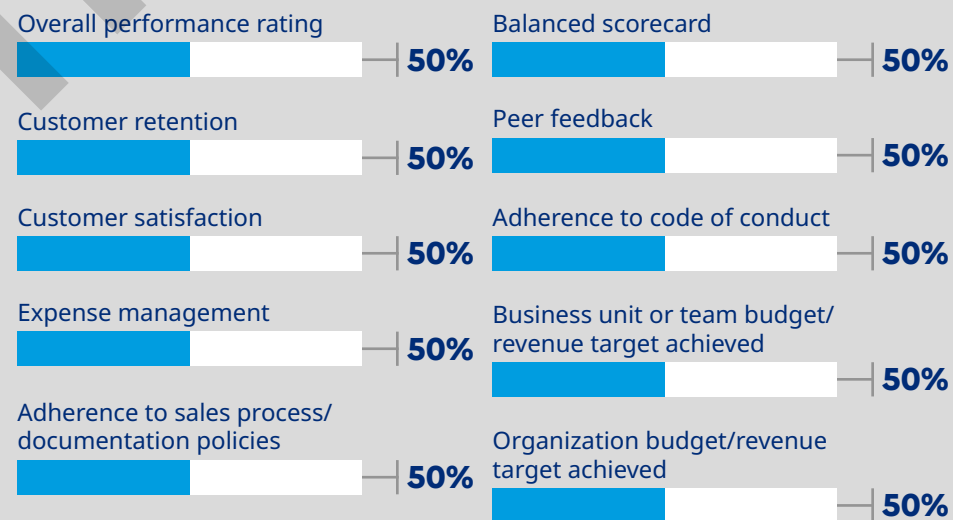 Overall performance rating
50%
Customer retention
50%
Customer satisfaction
50%
Expense management
50%
Adherence to sales process/
documentation policies
50%
Balanced scorecard
50%
Peer feedback
50%
Adherence to code of conduct
50%
Business unit or team budget/
revenue target achieved
50%
Organization budget/revenue
target achieved
50%